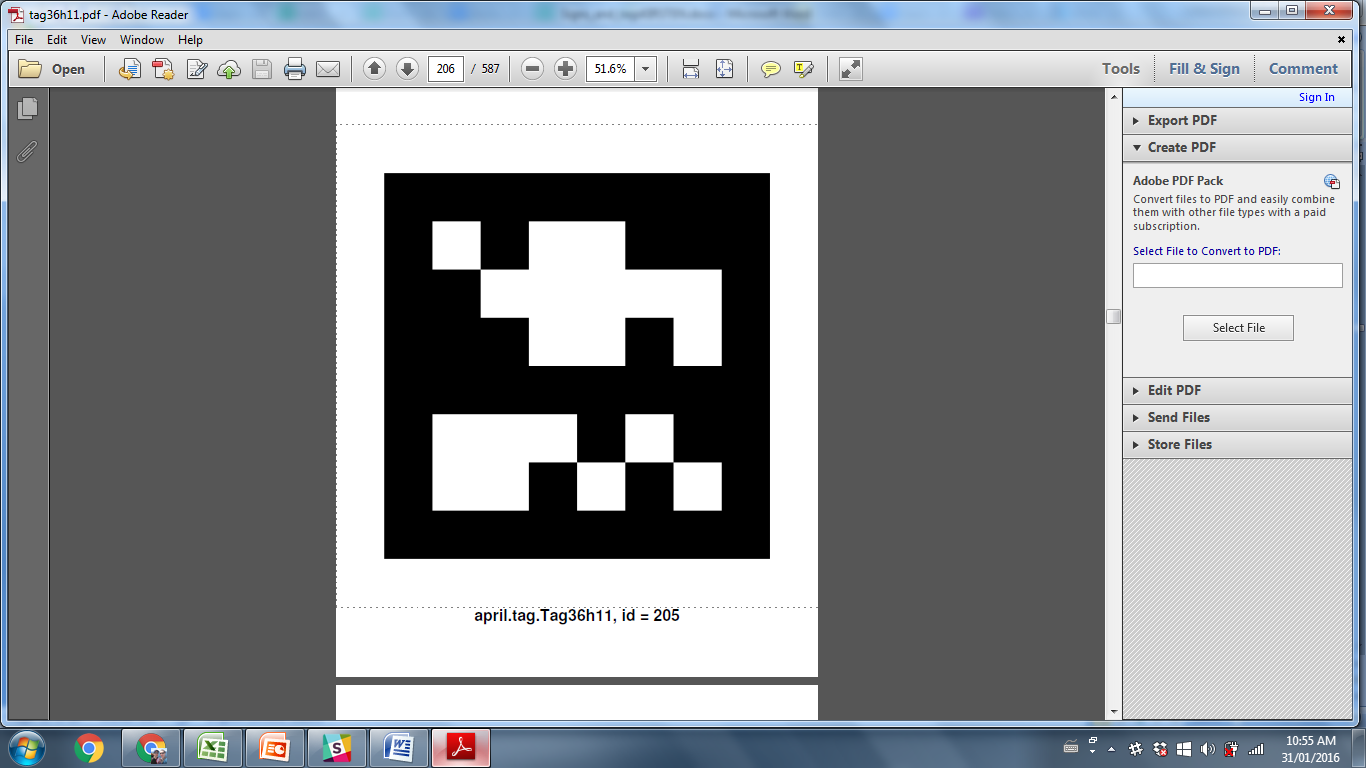 tag36h11.pdf - Adobe Reader
File Edit View Window Help
Open 206 / 587 51.6% Tools Fill & Sign Comment
Sign In
Export PDF
Create PDF
Adobe PDF Pack
Convert files to PDF and easily combine
them with other file types with a paid
subscription.
Select File to Convert to PDF:
Select File
Edit PDF
Send Files
Store Files
april.tag.Tag36h11, id = 205
10:55 AM
31/01/2016